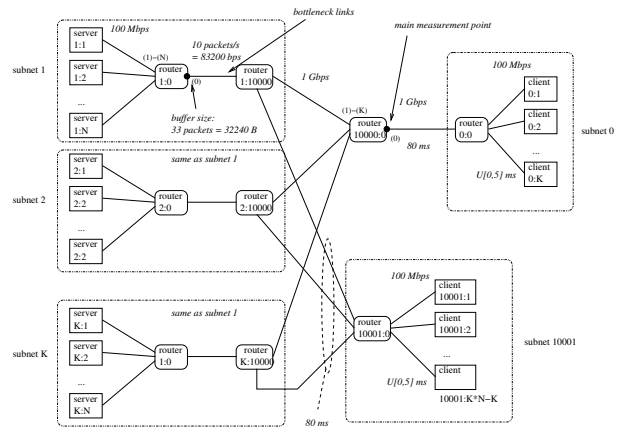 bottleneck links
main measurement point
100 Mbps
server
1:1
server
1:2
...
server
1:N
subnet 1
(1)−(N)
router
1:0
(0)
10 packets/s
= 83200 bps
router
1:10000
buffer size:
33 packets = 32240 B
1 Gbps
(1)−(K)
router
10000:0
(0)
1 Gbps
80 ms
100 Mbps
router
0:0
client
0:1
client
0:2
...
client
0:K
U[0,5] ms
subnet 0
same as subnet 1
server
2:1
server
2:2
...
server
2:2
subnet 2
router
2:0
router
2:10000
same as subnet 1
server
K:1
server
K:2
...
server
K:N
subnet K
router
1:0
router
K:10000
80 ms
100 Mbps
router
10001:0
client
10001:1
client
10001:2
...
client
U[0,5] ms
10001:K*N−K
subnet 10001